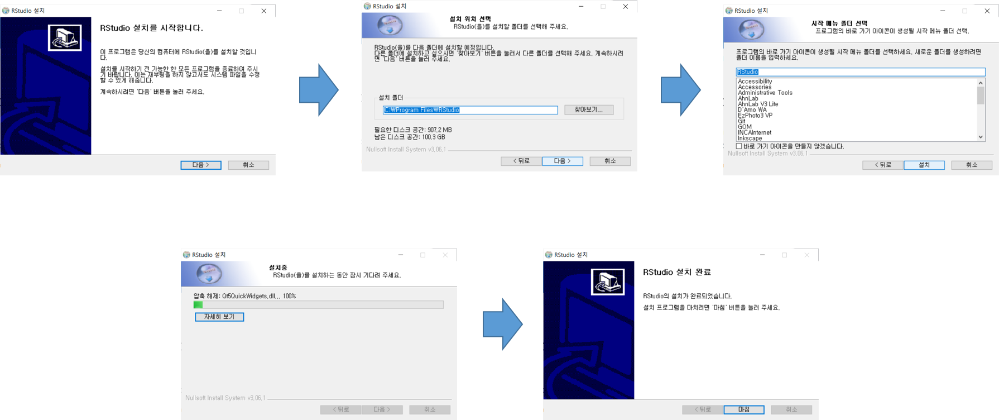 RStudio 설치
RStudio 설치를 시작합니다.
이 프로그램은 당신의 컴퓨터에 RStudio(을)를 설치할 것입니
다.
설치를 시작하기 전 가능한 한 모든 프로그램을 종료하여 주시
기 바랍니다. 이는 재부팅을 하지 않고서도 시스템 파일을 수정
할 수 있게 해줍니다.
계속하시려면 '다음' 버튼을 눌러 주세요.
다음 >
취소
RStudio 설치
설치 위치 선택
RStudio(을)를 설치할 폴더를 선택해 주세요.
RStudio(을)를 다음 폴더에 설치할 예정입니다.
다른 폴더에 설치하고 싶으시면 '찾아보기' 버튼을 눌러서 다른 폴더를 선택해 주세요. 계속하시려
면 '다음' 버튼을 눌러 주세요.
설치 폴더
C:\Program Files\RStudio
찾아보기...
필요한 디스크 공간: 907.2 MB
남은 디스크 공간: 100.3 GB
Nullsoft Install System v3.06.1
< 뒤로
다음 >
취소
RStudio 설치
시작 메뉴 폴더 선택
프로그램의 바로 가기 아이콘이 생성될 시작 메뉴 폴더 선택.
프로그램의 바로 가기 아이콘이 생성될 시작 메뉴 폴더를 선택하세요. 새로운 폴더를 생성하려면
폴더 이름을 입력하세요.
RStudio
Accessibility
Accessories
Administrative Tools
AhnLab
AhnLab V3 Lite
D'Amo WA
EzPhoto3 VP
Git
GOM
INCAInternet
Inkscape
바로 가기 아이콘을 만들지 않겠습니다.
Nullsoft Install System v3.06.1
< 뒤로
설치
취소
RStudio 설치
설치중
RStudio(을)를 설치하는 동안 잠시 기다려 주세요.
압축 해제: Qt5QuickWidgets.dll... 100%
자세히 보기
Nullsoft Install System v3.06.1
< 뒤로
다음 >
취소
RStudio 설치
RStudio 설치 완료
RStudio의 설치가 완료되었습니다.
설치 프로그램을 마치려면 '마침' 버튼을 눌러 주세요.
< 뒤로
마침
취소